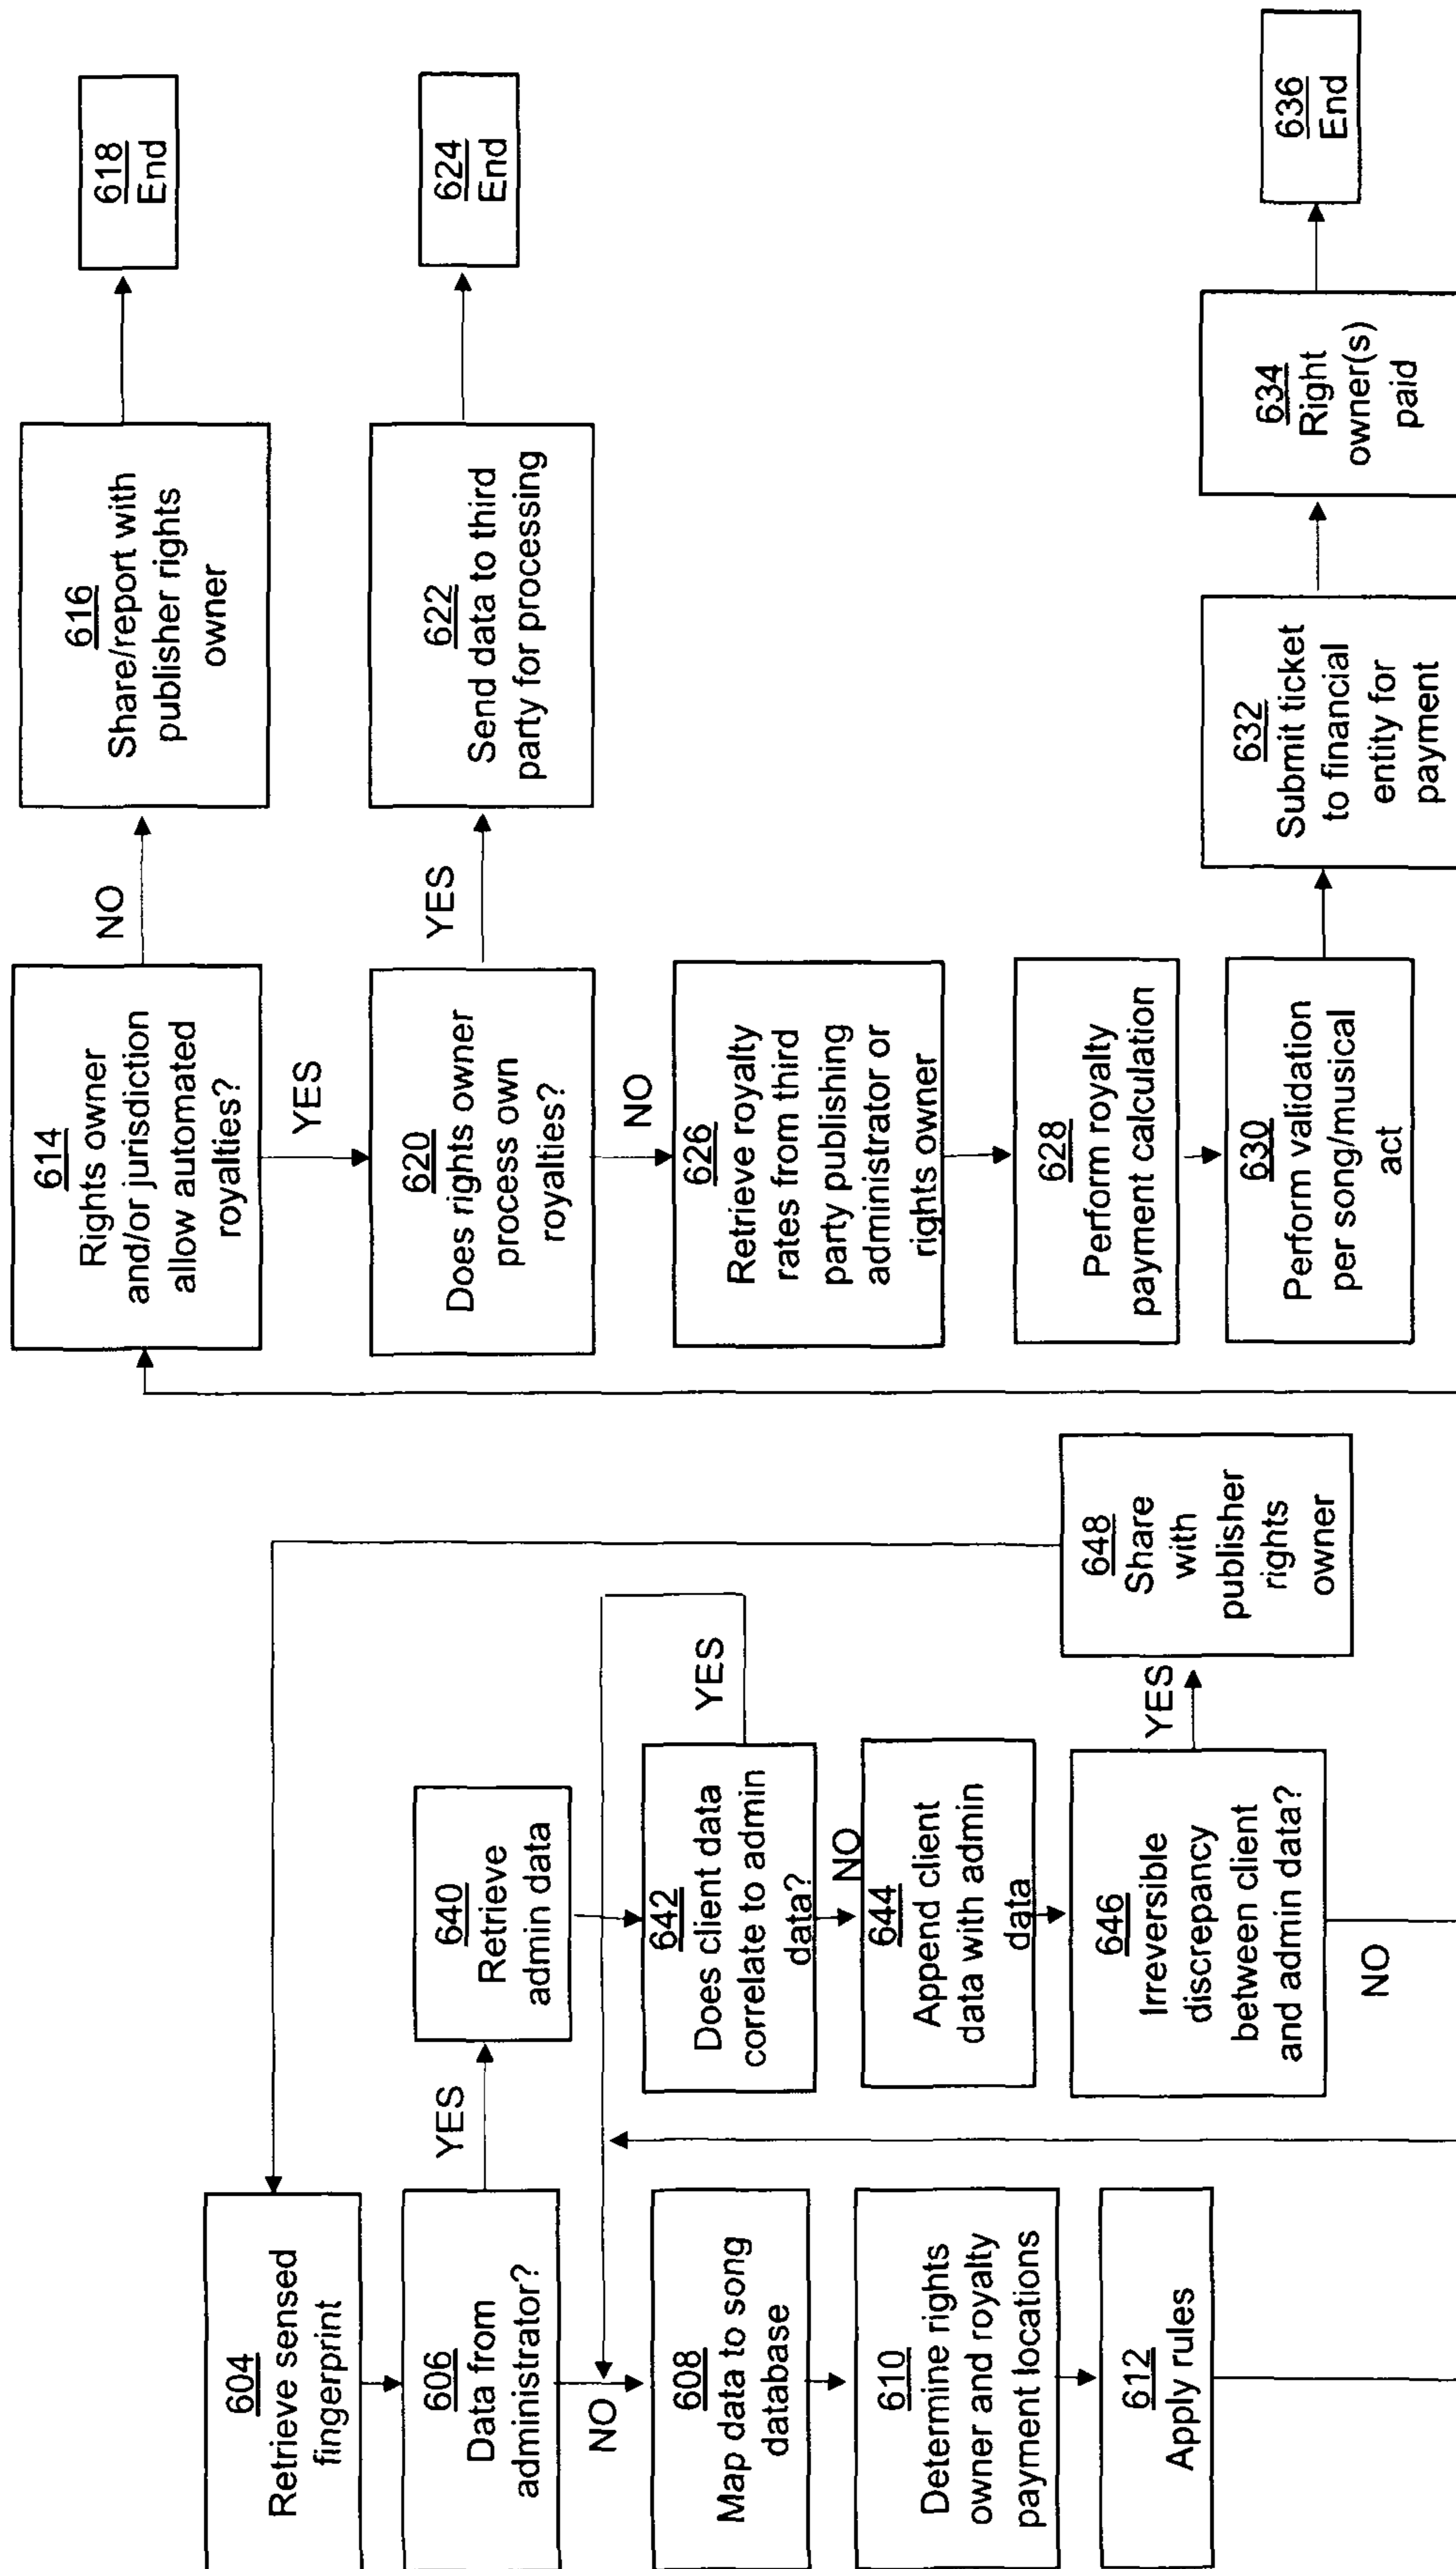 604
Retrieve sensed
fingerprint
606
Data from
administrator?
YES
NO
608
Map data to song
database
610
Determine rights
owner and royalty
payment locations
612
Apply rules
640
Retrieve
admin data
642
Does client data
correlate to admin
data?
YES
NO
644
Append client
data with admin
data
646
Irreversible
discrepancy
between client
and admin data?
YES
NO
648
Share
with
publisher
rights
owner
614
Rights owner
and/or jurisdiction
allow automated
royalties?
NO
YES
616
Share/report with
publisher rights
owner
618
End
620
Does rights owner
process own
royalties?
YES
NO
622
Send data to third
party for processing
624
End
626
Retrieve royalty
rates from third
party publishing
administrator or
rights owner
628
Perform royalty
payment calculation
630
Perform validation
per song/musical
act
632
Submit ticket
to financial
entity for
payment
634
Right
owner(s)
paid
636
End